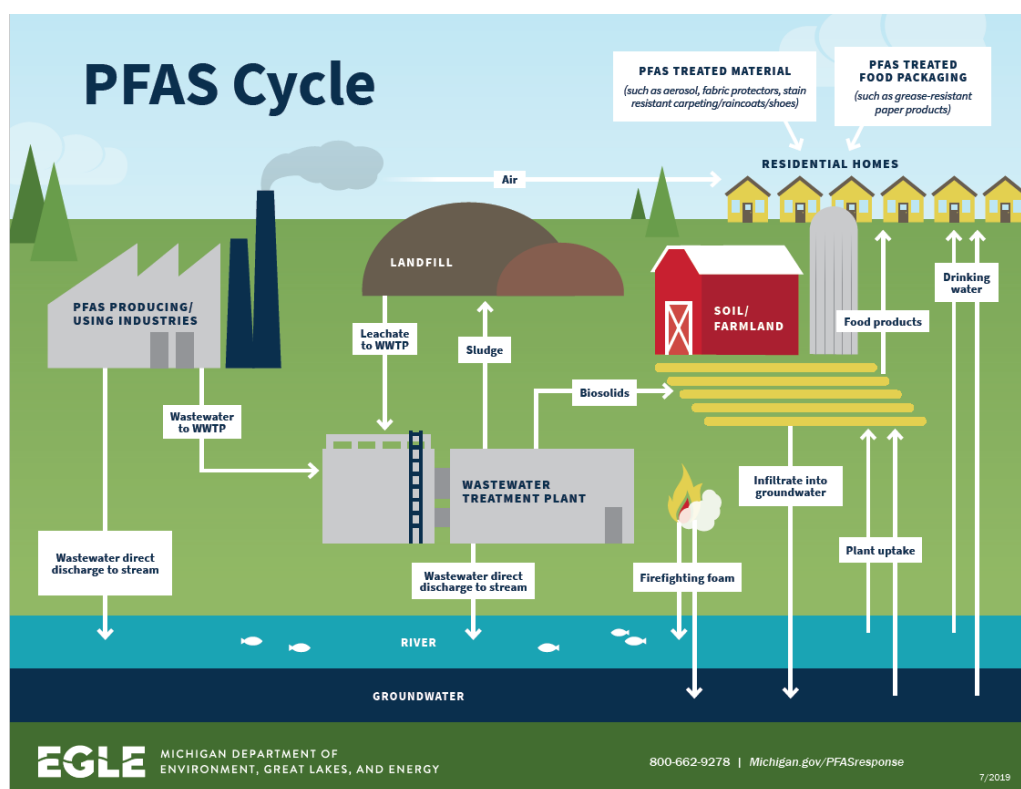 PFAS Cycle
PFAS TREATED MATERIAL
(such as aerosol, fabric protectors, stain
resistant carpeting/raincoats/shoes)
PFAS TREATED
FOOD PACKAGING
(such as grease-resistant
paper products)
RESIDENTIAL HOMES
Air
LANDFILL
PFAS PRODUCING/
USING INDUSTRIES
SOIL/
FARMLAND
Drinking
water
Food products
Leachate
to WWTP
Sludge
Biosolids
Wastewater
to WWTP
WASTEWATER
TREATMENT PLANT
Infiltrate into
groundwater
Plant uptake
Wastewater direct
discharge to stream
Wastewater direct
discharge to stream
Firefighting foam
RIVER
GROUNDWATER
EGLE
MICHIGAN DEPARTMENT OF
ENVIRONMENT, GREAT LAKES, AND ENERGY
800-662-9278 | Michigan.gov/PFASresponse
7/2019